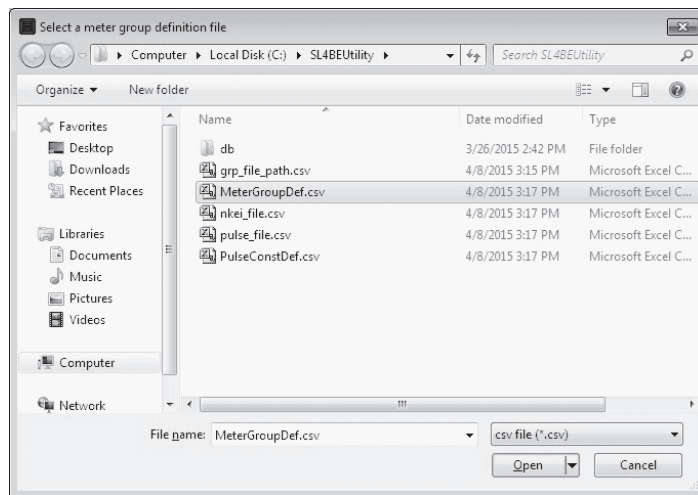 Select a meter group definition file
Computer Local Disk (C:) SL4BEUtility
Search SL4BEUtility
Organize New folder
Favorites
Desktop
Downloads
Recent Places
Libraries
Documents
Music
Pictures
Videos
Computer
Network
Name Date modified Type
db 3/26/2015 2:42 PM File folder
grp_file_path.csv 4/8/2015 3:15 PM Microsoft Excel C...
MeterGroupDef.csv 4/8/2015 3:17 PM Microsoft Excel C...
nkei_file.csv 4/8/2015 3:17 PM Microsoft Excel C...
pulse_file.csv 4/8/2015 3:17 PM Microsoft Excel C...
PulseConstDef.csv 4/8/2015 3:17 PM Microsoft Excel C...
File name: MeterGroupDef.csv
csv file (*.csv)
Open Cancel